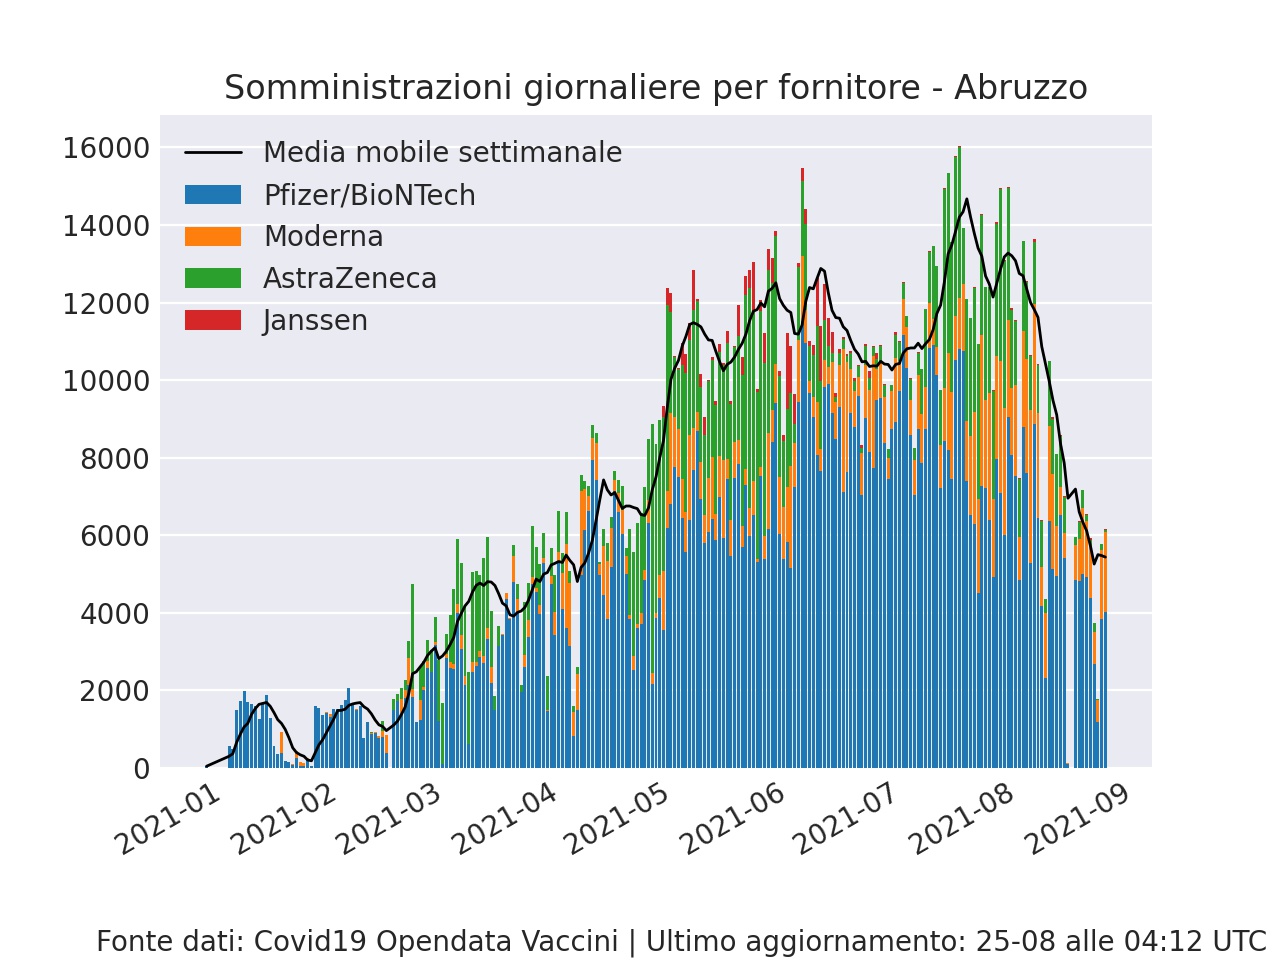 Somministrazioni giornaliere per fornitore - Abruzzo
16000
14000
12000
10000
8000
6000
4000
2000
0
Media mobile settimanale
Pfizer/BioNTech
Moderna
AstraZeneca
Janssen
2021-01
2021-02
2021-03
2021-04
2021-05
2021-06
2021-07
2021-08
2021-09
Fonte dati: Covid19 Opendata Vaccini | Ultimo aggiornamento: 25-08 alle 04:12 UTC